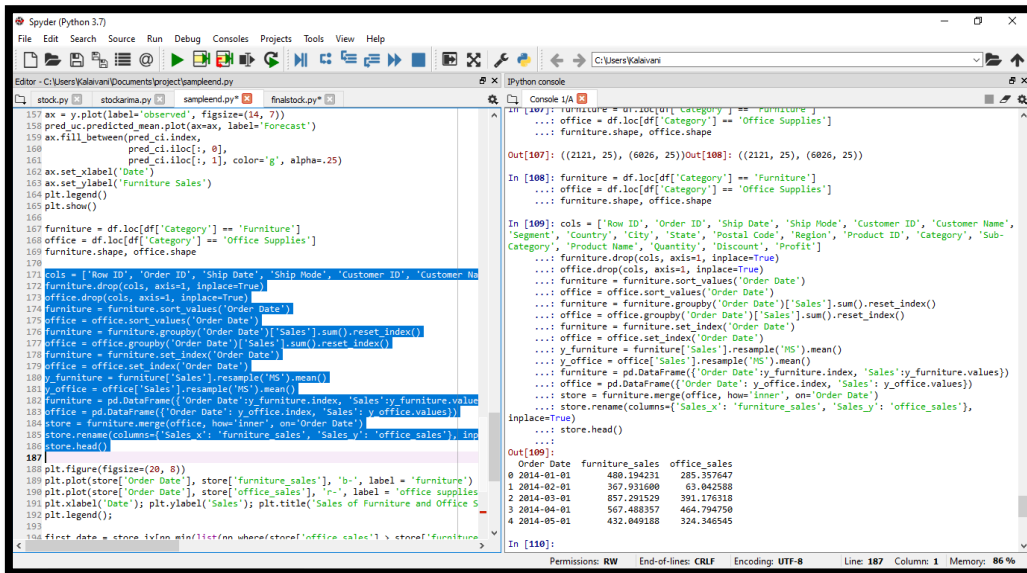 Spyder (Python 3.7)
File Edit Search Source Run Debug Consoles Projects Tools View Help
C:\Users\Kalaivani
Editor - C:\Users\Kalaivani\Documents\project\sampleend.py
stock.py stockarima.py sampleend.py* finalstock.py*
157 ax = y.plot(label='observed', figsize=(14, 7))
158 pred_uc.predicted_mean.plot(ax=ax, label='Forecast')
159 ax.fill_between(pred_ci.index,
160 pred_ci.iloc[:, 0],
161 pred_ci.iloc[:, 1], color='g', alpha=.25)
162 ax.set_xlabel('Date')
163 ax.set_ylabel('Furniture Sales')
164 plt.legend()
165 plt.show()
166
167 furniture = df.loc[df['Category'] == 'Furniture']
168 office = df.loc[df['Category'] == 'Office Supplies']
169 furniture.shape, office.shape
170
171 cols = ['Row ID', 'Order ID', 'Ship Date', 'Ship Mode', 'Customer ID', 'Customer Na
172 furniture.drop(cols, axis=1, inplace=True)
173 office.drop(cols, axis=1, inplace=True)
174 furniture = furniture.sort_values('Order Date')
175 office = office.sort_values('Order Date')
176 furniture = furniture.groupby('Order Date')['Sales'].sum().reset_index()
177 office = office.groupby('Order Date')['Sales'].sum().reset_index()
178 furniture = furniture.set_index('Order Date')
179 office = office.set_index('Order Date')
180 y_furniture = furniture['Sales'].resample('MS').mean()
181 y_office = office['Sales'].resample('MS').mean()
182 furniture = pd.DataFrame({'Order Date':y_furniture.index, 'Sales':y_furniture.value
183 office = pd.DataFrame({'Order Date': y_office.index, 'Sales': y_office.values})
184 store = furniture.merge(office, how='inner', on='Order Date')
185 store.rename(columns={'Sales_x': 'furniture_sales', 'Sales_y': 'office_sales'}, inp
186 store.head()
187
188 plt.figure(figsize=(20, 8))
189 plt.plot(store['Order Date'], store['furniture_sales'], 'b-', label = 'furniture')
190 plt.plot(store['Order Date'], store['office_sales'], 'r-', label = 'office supplies
191 plt.xlabel('Date'); plt.ylabel('Sales'); plt.title('Sales of Furniture and Office S
192 plt.legend();
193
194 first_date = store.ix[np.min(list(np.where(store['office_sales'] > store['furniture
IPython console
Console 1/A
In [107]: furniture = df.loc[df['Category'] == 'Furniture']
...: office = df.loc[df['Category'] == 'Office Supplies']
...: furniture.shape, office.shape
Out[107]: ((2121, 25), (6026, 25))Out[108]: ((2121, 25), (6026, 25))
In [108]: furniture = df.loc[df['Category'] == 'Furniture']
...: office = df.loc[df['Category'] == 'Office Supplies']
...: furniture.shape, office.shape
In [109]: cols = ['Row ID', 'Order ID', 'Ship Date', 'Ship Mode', 'Customer ID', 'Customer Name',
'Segment', 'Country', 'City', 'State', 'Postal Code', 'Region', 'Product ID', 'Category', 'Sub-
Category', 'Product Name', 'Quantity', 'Discount', 'Profit']
...: furniture.drop(cols, axis=1, inplace=True)
...: office.drop(cols, axis=1, inplace=True)
...: furniture = furniture.sort_values('Order Date')
...: office = office.sort_values('Order Date')
...: furniture = furniture.groupby('Order Date')['Sales'].sum().reset_index()
...: office = office.groupby('Order Date')['Sales'].sum().reset_index()
...: furniture = furniture.set_index('Order Date')
...: office = office.set_index('Order Date')
...: y_furniture = furniture['Sales'].resample('MS').mean()
...: y_office = office['Sales'].resample('MS').mean()
...: furniture = pd.DataFrame({'Order Date':y_furniture.index, 'Sales':y_furniture.values})
...: office = pd.DataFrame({'Order Date': y_office.index, 'Sales': y_office.values})
...: store = furniture.merge(office, how='inner', on='Order Date')
...: store.rename(columns={'Sales_x': 'furniture_sales', 'Sales_y': 'office_sales'},
inplace=True)
...: store.head()
...:
Out[109]:
Order Date furniture_sales office_sales
0 2014-01-01 480.194231 285.357647
1 2014-02-01 367.931600 63.042588
2 2014-03-01 857.291529 391.176318
3 2014-04-01 567.488357 464.794750
4 2014-05-01 432.049188 324.346545
In [110]:
Permissions: RW End-of-lines: CRLF Encoding: UTF-8 Line: 187 Column: 1 Memory: 86 %